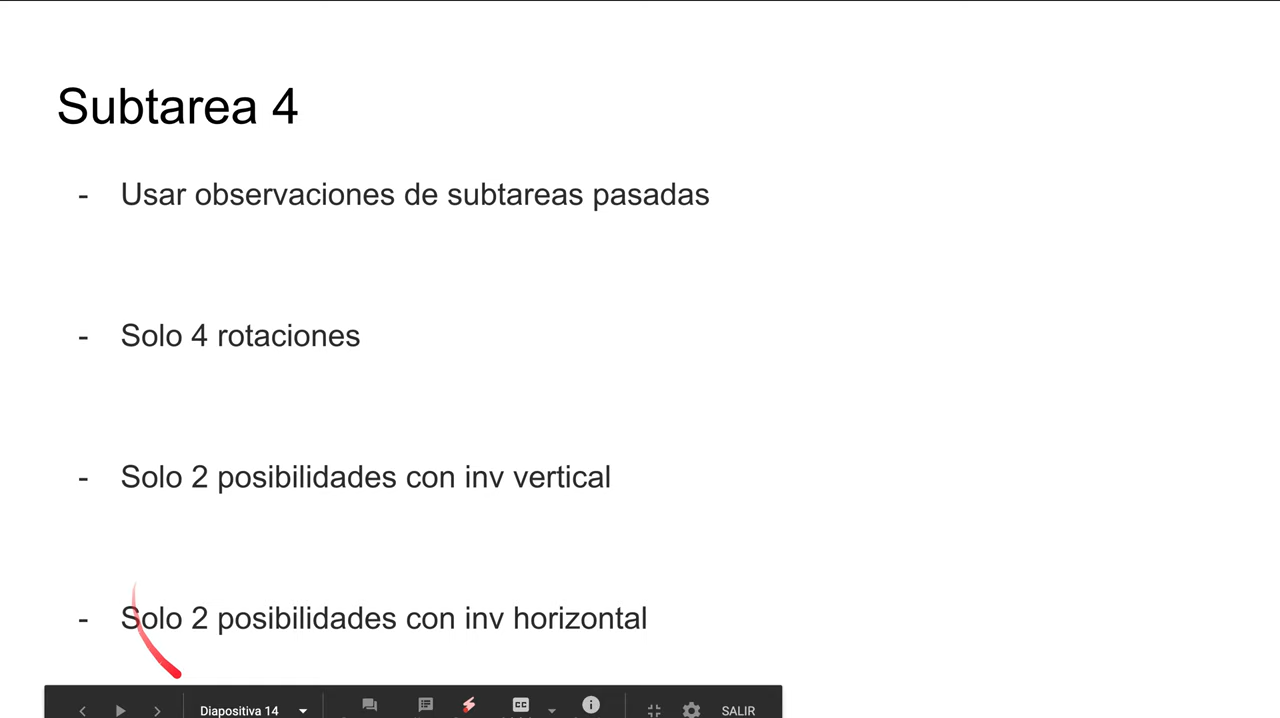 Subtarea 4
- Usar observaciones de subtareas pasadas
- Solo 4 rotaciones
- Solo 2 posibilidades con inv vertical
- Solo 2 posibilidades con inv horizontal
Diapositiva 14
CC
SALIR